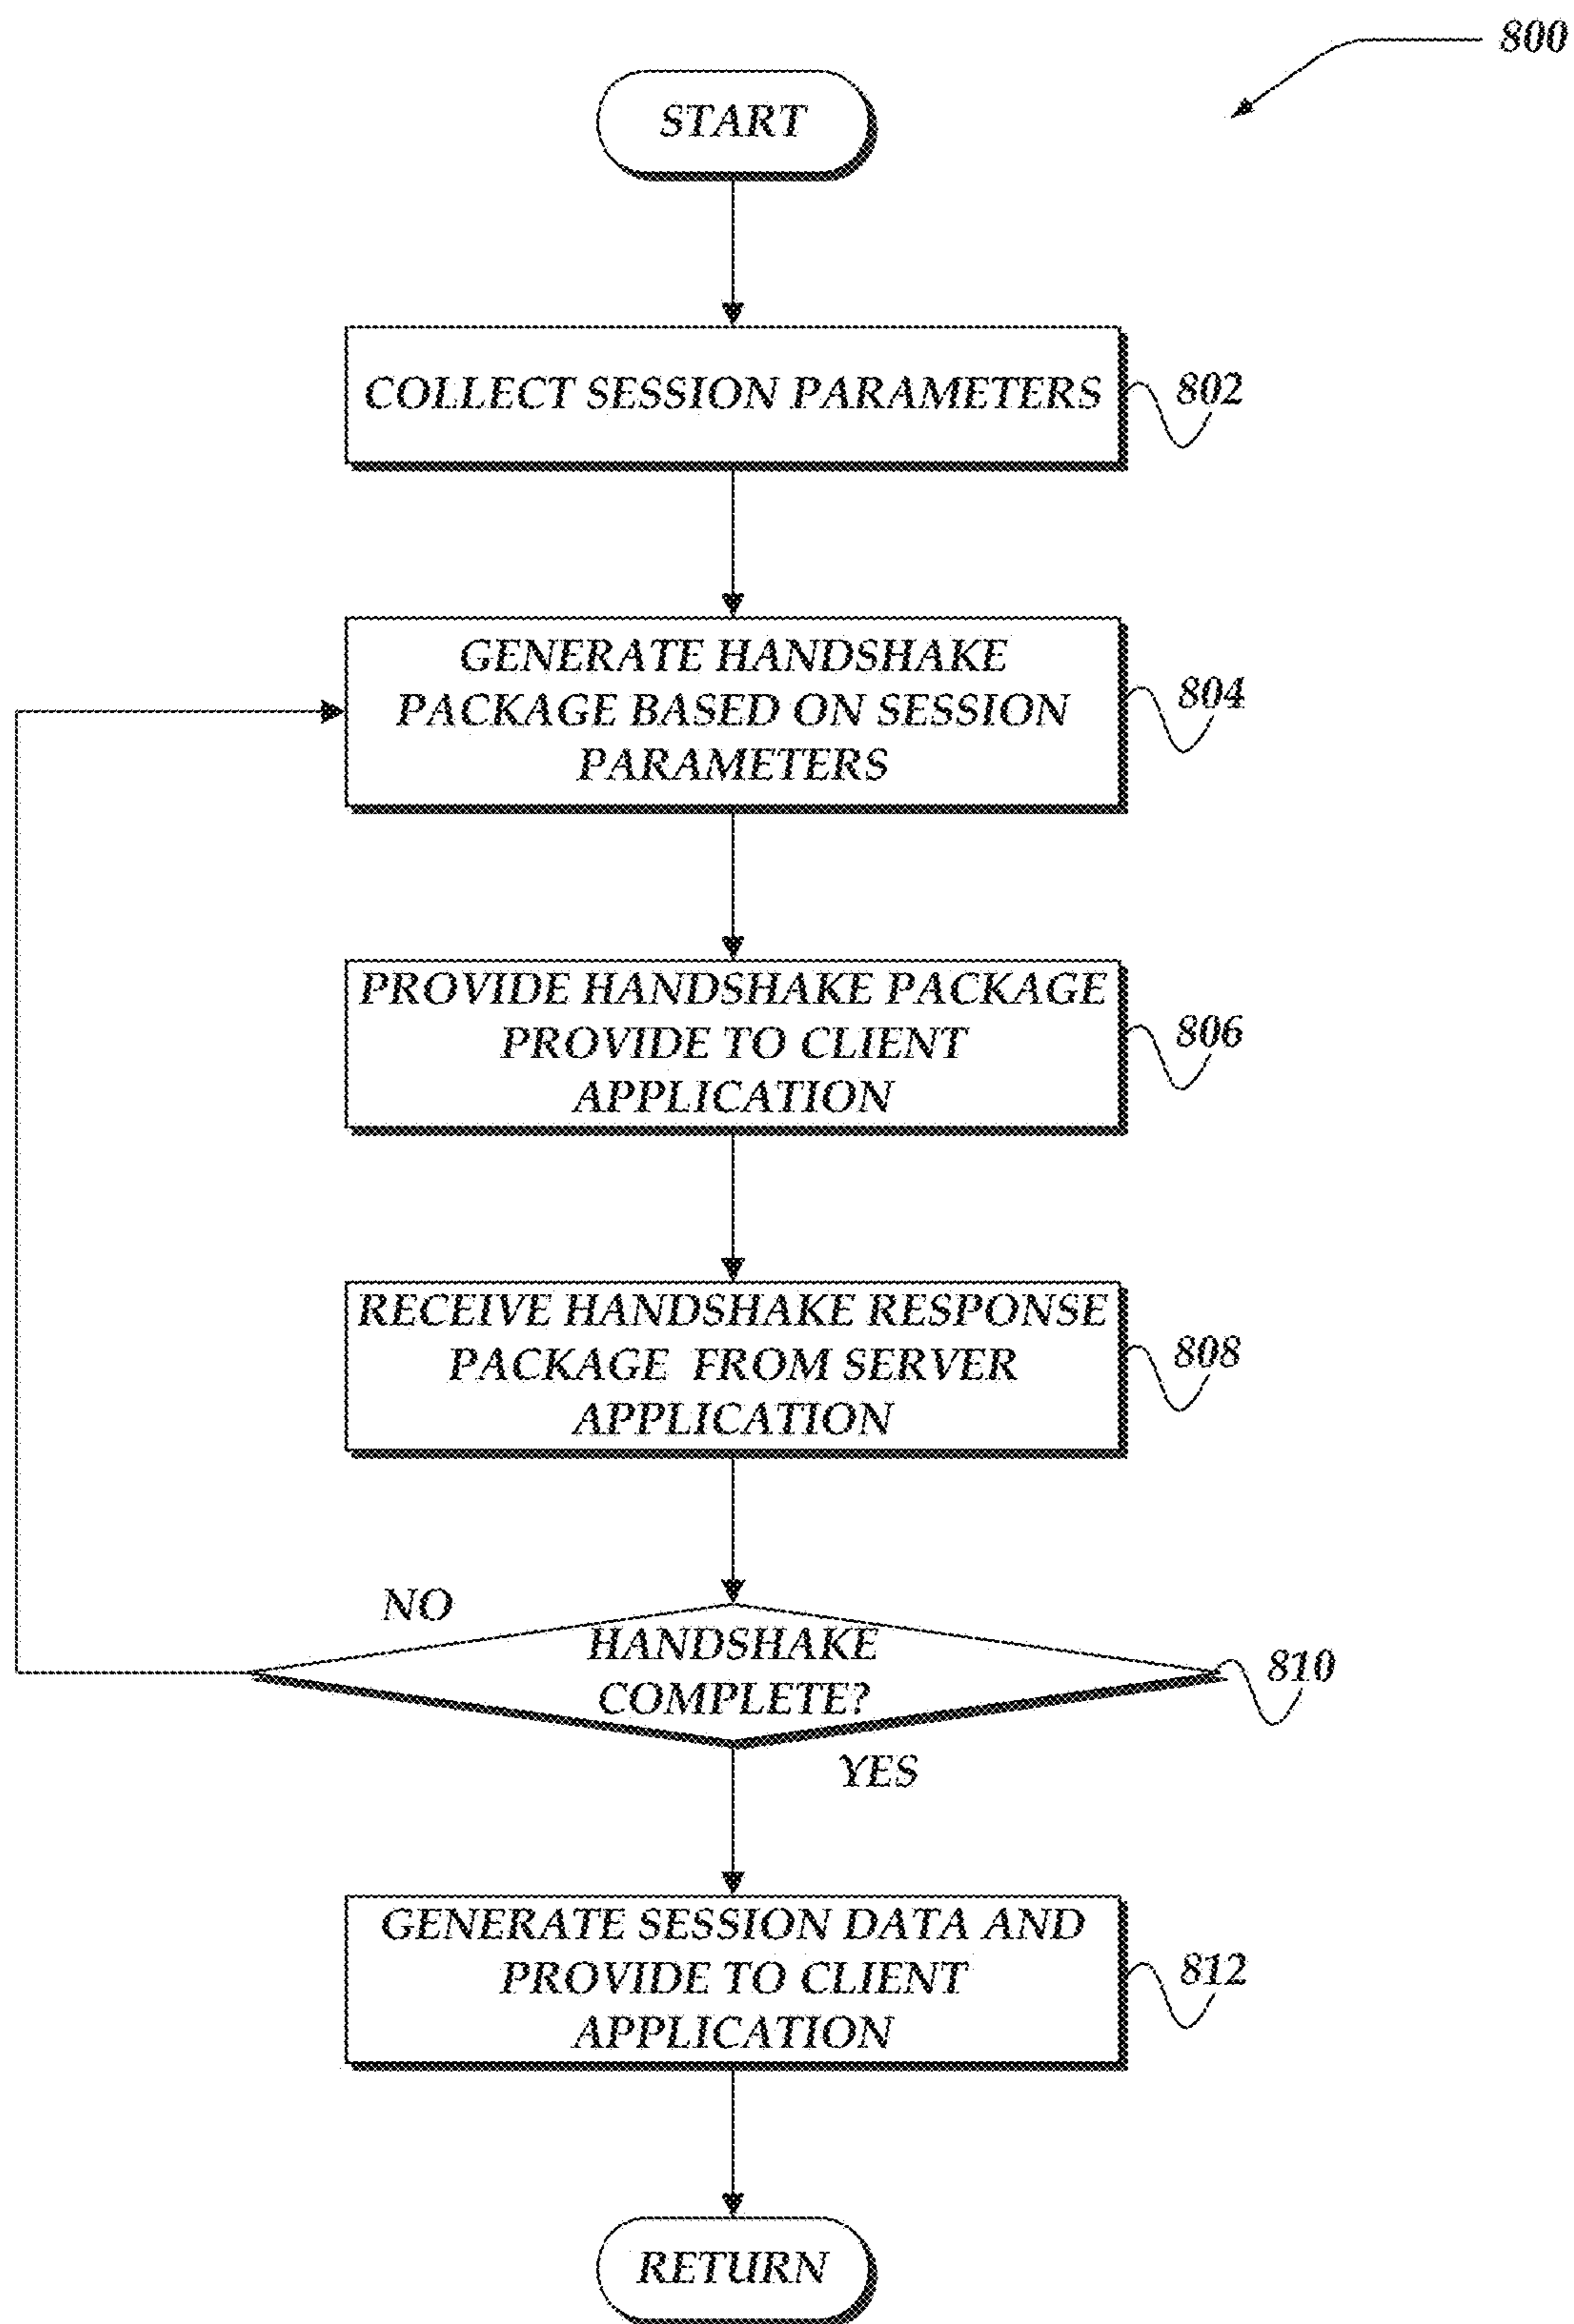 800
START
COLLECT SESSION PARAMETERS
802
GENERATE HANDSHAKE
PACKAGE BASED ON SESSION
PARAMETERS
804
PROVIDE HANDSHAKE PACKAGE
PROVIDE TO CLIENT
APPLICATION
806
RECEIVE HANDSHAKE RESPONSE
PACKAGE FROM SERVER
APPLICATION
808
NO
HANDSHAKE
COMPLETE?
810
YES
GENERATE SESSION DATA AND
PROVIDE TO CLIENT
APPLICATION
812
RETURN